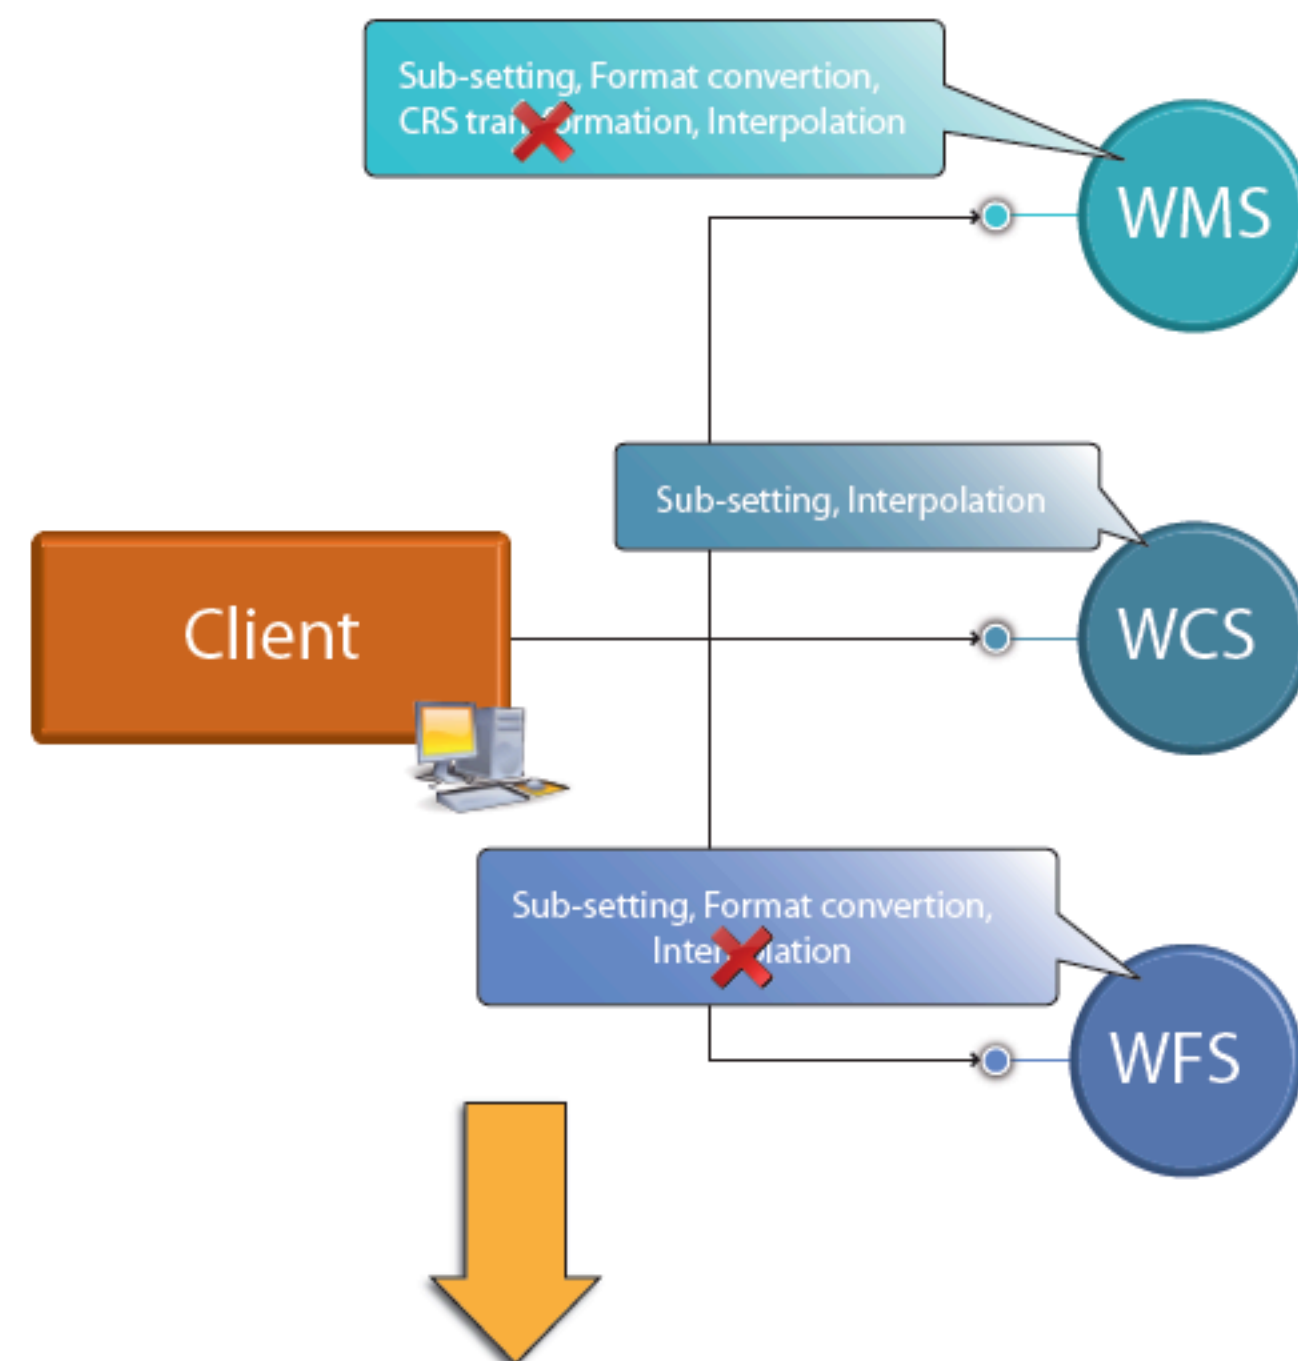 Sub-setting, Format convertion,
CRS transformation, Interpolation
WMS
Sub-setting, Interpolation
Client
WCS
Sub-setting, Format convertion,
Interpolation
WFS